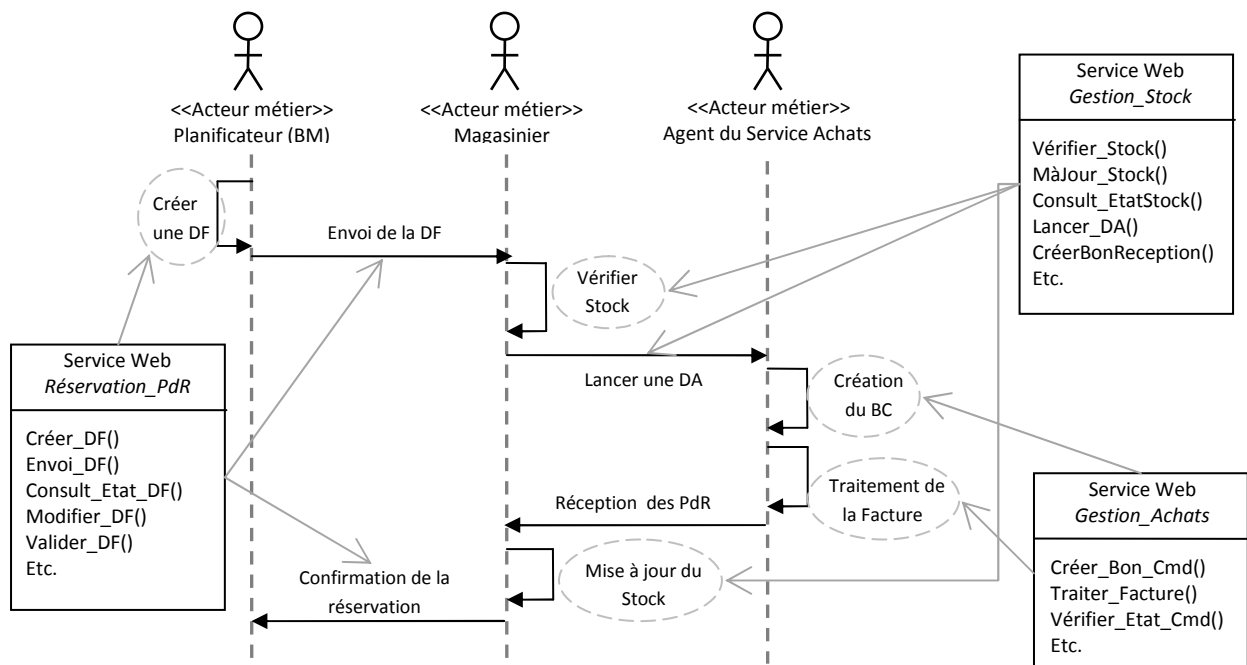 <<Acteur métier>>
Planificateur (BM)
<<Acteur métier>>
Magasinier
<<Acteur métier>>
Agent du Service Achats
Service Web
Gestion_Stock
Vérifier_Stock()
MàJour_Stock()
Consult_EtatStock()
Lancer_DA()
CréerBonReception()
Etc.
Créer
une DF
Envoi de la DF
Vérifier
Stock
Lancer une DA
Service Web
Réservation_PdR
Créer_DF()
Envoi_DF()
Consult_Etat_DF()
Modifier_DF()
Valider_DF()
Etc.
Création
du BC
Traitement de
la Facture
Réception des PdR
Mise à jour du
Stock
Confirmation de la
réservation
Service Web
Gestion_Achats
Créer_Bon_Cmd()
Traiter_Facture()
Vérifier_Etat_Cmd()
Etc.